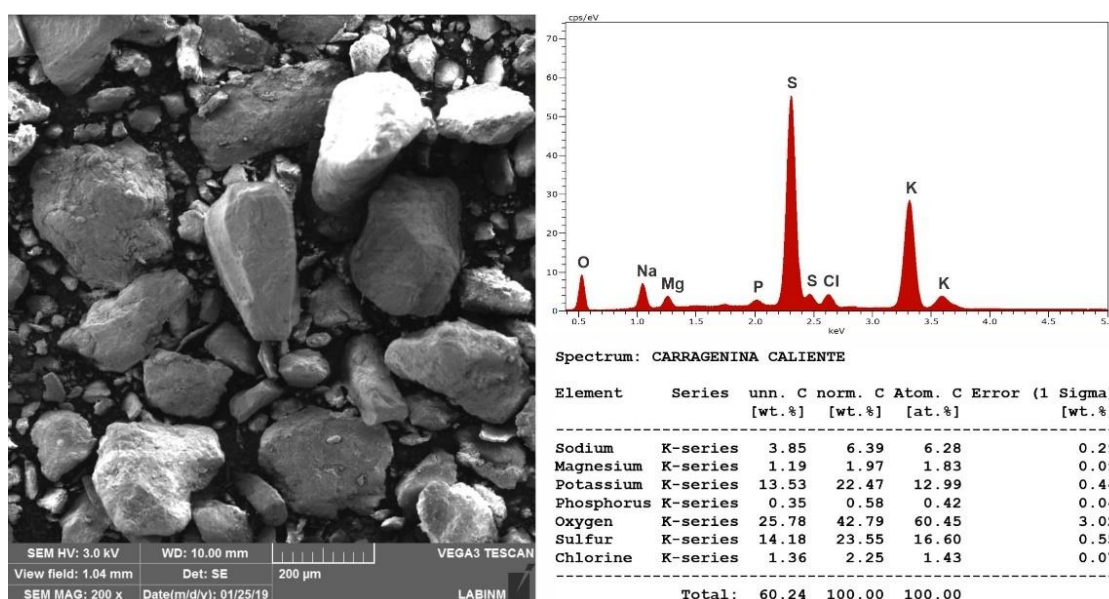 SEM HV: 3.0 kV WD: 10.00 mm VEGA3 TESCAN
View field: 1.04 mm Det: SE 200 µm
SEM MAG: 200 x Date(m/d/y): 01/25/19 LABINM
cps/eV
70
60
50
40
30
20
10
0
O Na Mg P S S Cl K K
0.5 1.0 1.5 2.0 2.5 3.0 3.5 4.0 4.5
keV
Spectrum: CARRAGENINA CALIENTE
Element Series unn. C norm. C Atom. C Error (1 Sigma
[wt.%] [wt.%] [at.%] [wt.%
Sodium K-series 3.85 6.39 6.28
Magnesium K-series 1.19 1.97 1.83
Potassium K-series 13.53 22.47 12.99
Phosphorus K-series 0.35 0.58 0.42
Oxygen K-series 25.78 42.79 60.45
Sulfur K-series 14.18 23.55 16.60
Chlorine K-series 1.36 2.25 1.43
Total: 60.24 100.00 100.00